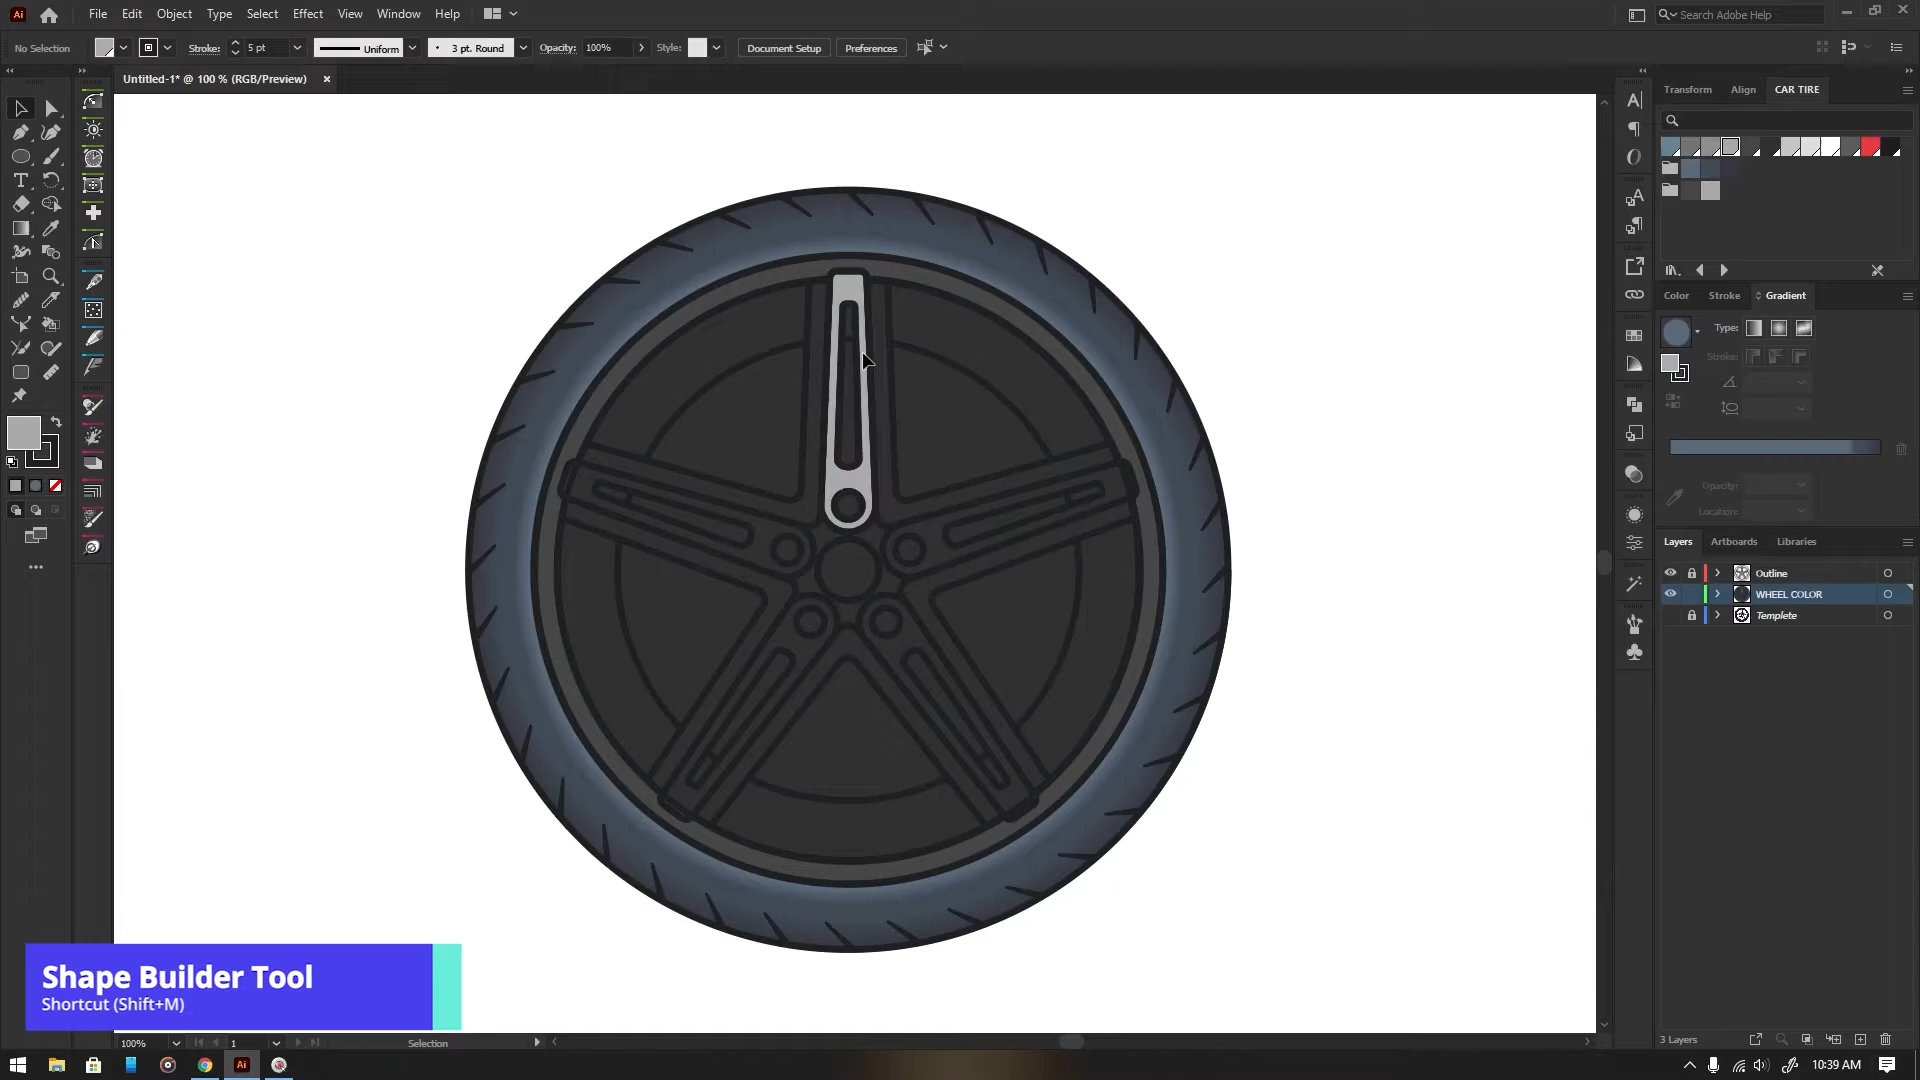 Ai File Edit Object Type Select Effect View Window Help Search Adobe Help
No Selection Stroke: 5 pt Uniform 3 pt. Round Opacity: 100% Style: Document Setup Preferences
Untitled-1* @ 100 % (RGB/Preview) ×
Transform Align CAR TIRE
Color Stroke Gradient
Type:
Stroke:
Opacity:
Location:
Layers Artboards Libraries
Outline
WHEEL COLOR
Templete
Shape Builder Tool
Shortcut (Shift+M)
3 Layers
100% 1 Selection
Ai 10:39 AM